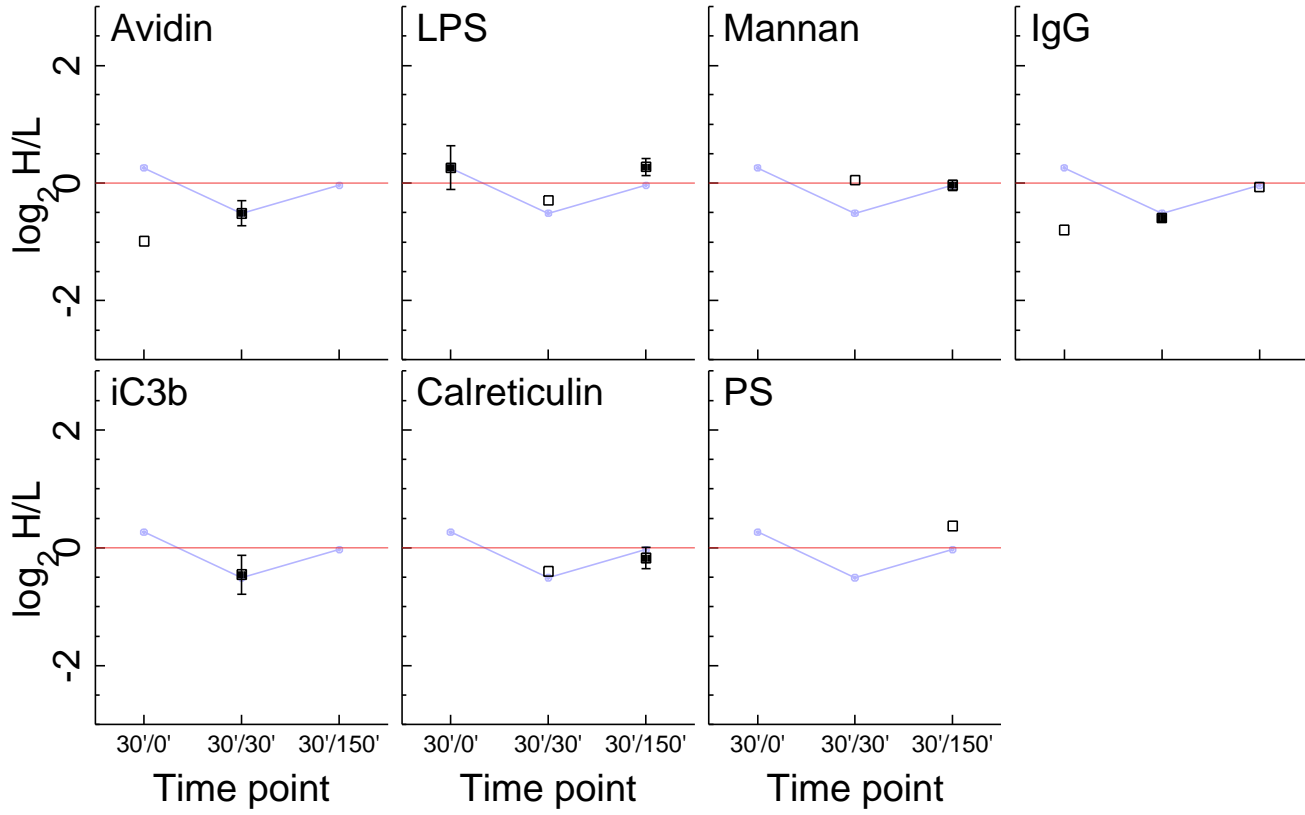 Avidin LPS Mannan IgG
2
0
-2
log₂ H/L
iC3b Calreticulin PS
2
0
-2
log₂ H/L
30'/0' 30'/30' 30'/150' 30'/0' 30'/30' 30'/150' 30'/0' 30'/30' 30'/150'
Time point Time point Time point